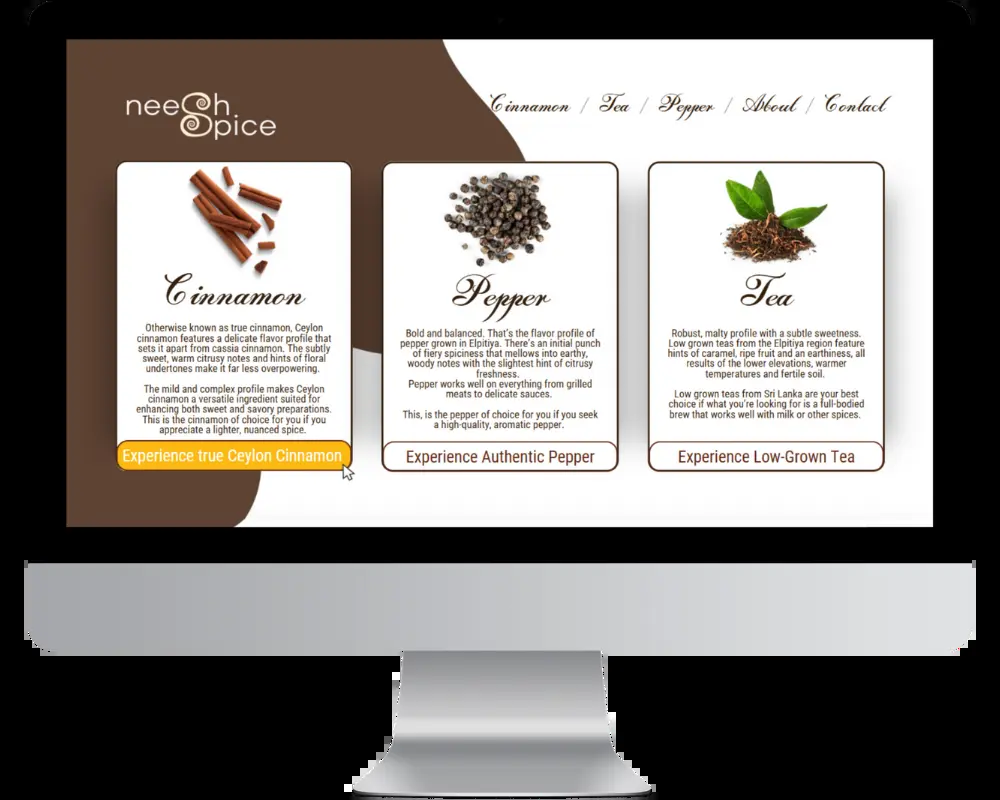 neesh
Spice
Cinnamon / Tea / Pepper / About / Contact
Cinnamon
Otherwise known as true cinnamon, Ceylon
cinnamon features a delicate flavor profile that
sets it apart from cassia cinnamon. The subtly
sweet, warm citrusy notes and hints of floral
undertones make it far less overpowering.
The mild and complex profile makes Ceylon
cinnamon a versatile ingredient suited for
enhancing both sweet and savory preparations.
This is the cinnamon of choice for you if you
appreciate a lighter, nuanced spice.
Experience true Ceylon Cinnamon
Pepper
Bold and balanced. That's the flavor profile of
pepper grown in Elpitiya. There's an initial punch
of fiery spiciness that mellows into earthy,
woody notes with the slightest hint of citrusy
freshness.
Pepper works well on everything from grilled
meats to delicate sauces.
This, is the pepper of choice for you if you seek
a high-quality, aromatic pepper.
Experience Authentic Pepper
Tea
Robust, malty profile with a subtle sweetness.
Low grown teas from the Elpitiya region feature
hints of caramel, ripe fruit and an earthiness, all
results of the lower elevations, warmer
temperatures and fertile soil.
Low grown teas from Sri Lanka are your best
choice if what you're looking for is a full-bodied
brew that works well with milk or other spices.
Experience Low-Grown Tea